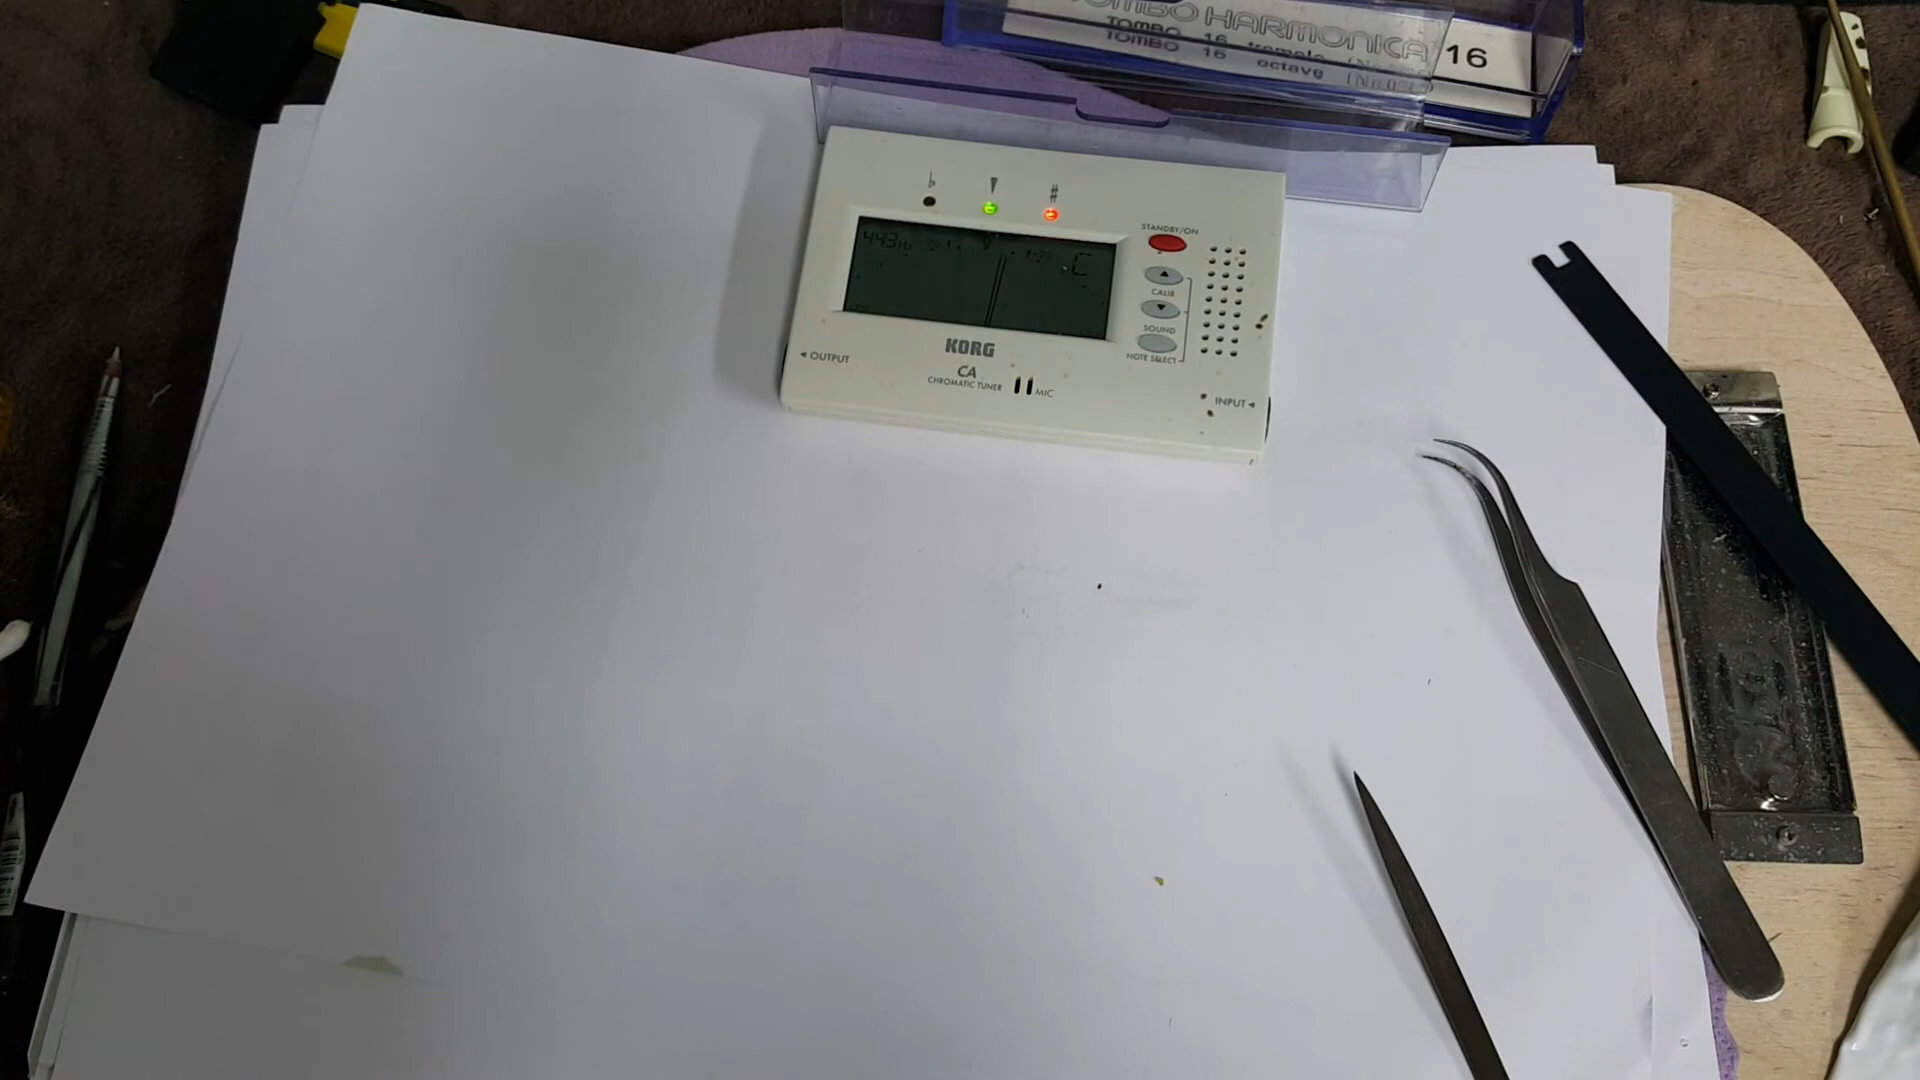 TOMBO HARMONICA
TOMBO 16 tremolo
TOMBO 16 octave
16
♭
♯
443Hz
C
STANDBY/ON
CALIB
SOUND
NOTE SELECT
KORG
CA
CHROMATIC TUNER
MIC
OUTPUT
INPUT